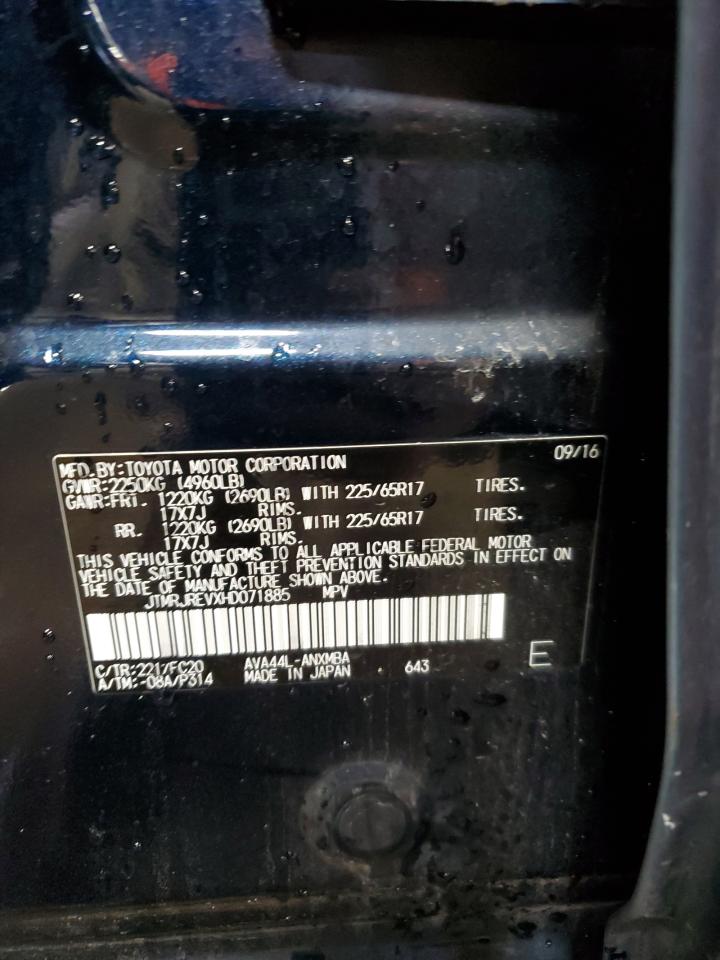 MFD.BY:TOYOTA MOTOR CORPORATION 09/16
GVWR:2250KG (4960LB)
GAWR:FRT. 1220KG (2690LB) WITH 225/65R17 TIRES.
17X7J RIMS.
RR. 1220KG (2690LB) WITH 225/65R17 TIRES.
17X7J RIMS.
THIS VEHICLE CONFORMS TO ALL APPLICABLE FEDERAL MOTOR
VEHICLE SAFETY AND THEFT PREVENTION STANDARDS IN EFFECT ON
THE DATE OF MANUFACTURE SHOWN ABOVE.
JTMRJREVXHD071885 MPV
C/TR:2217FC20 AVA44L-ANXMBA
A/TM:-08A/P314 MADE IN JAPAN . 643 E